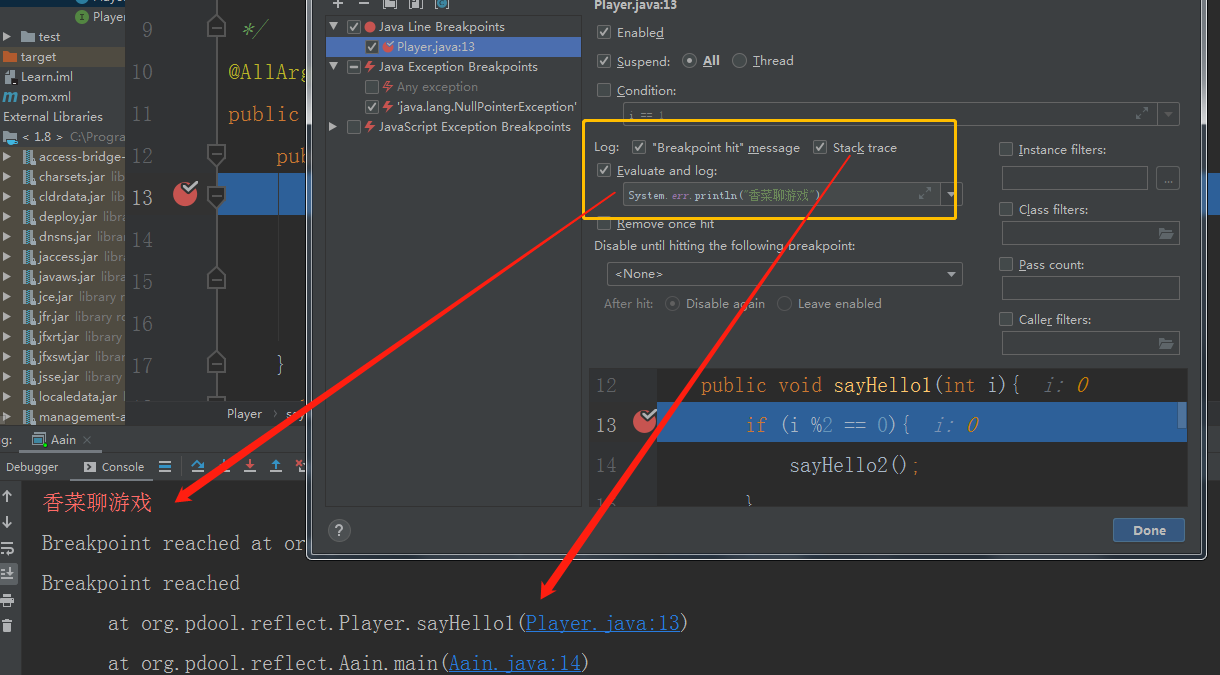 Player
test
target
Learn.iml
pom.xml
External Libraries
< 1.8 > C:\Progra
access-bridge-
charsets.jar
cldrdata.jar
deploy.jar
dnsns.jar
jaccess.jar
javaws.jar library
jce.jar library r
jfr.jar library ro
jfxrt.jar library
jfxswt.jar
jsse.jar library
localedata.jar
management-a
9 */
10 @AllArg
11 public
12 pub
13
14
15
16
17 }
Player > say
Java Line Breakpoints
Player.java:13
Java Exception Breakpoints
Any exception
'java.lang.NullPointerException'
JavaScript Exception Breakpoints
Player.java:13
Enabled
Suspend: All Thread
Condition:
i == 1
Log: "Breakpoint hit" message Stack trace
Evaluate and log:
System.err.println("香菜聊游戏")
Remove once hit
Disable until hitting the following breakpoint:
<None>
After hit: Disable again Leave enabled
Instance filters:
...
Class filters:
Pass count:
Caller filters:
12 public void sayHello1(int i){ i: 0
13 if (i %2 == 0){ i: 0
14 sayHello2();
}
? Done
g: Aain ×
Debugger Console
香菜聊游戏
Breakpoint reached at or
Breakpoint reached
at org.pdool.reflect.Player.sayHello1(Player.java:13)
at org.pdool.reflect.Aain.main(Aain.java:14)